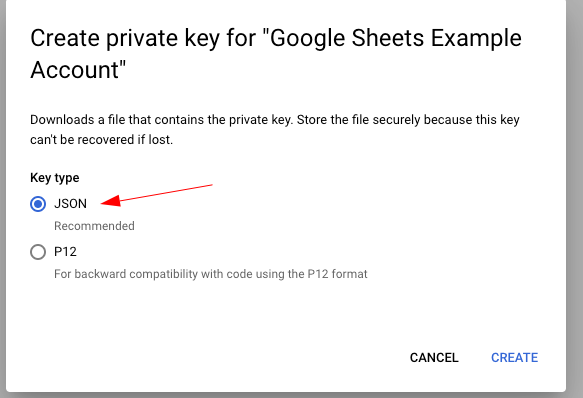 Create private key for "Google Sheets Example
Account"
Downloads a file that contains the private key. Store the file securely because this key
can't be recovered if lost.
Key type
JSON
Recommended
P12
For backward compatibility with code using the P12 format
CANCEL CREATE